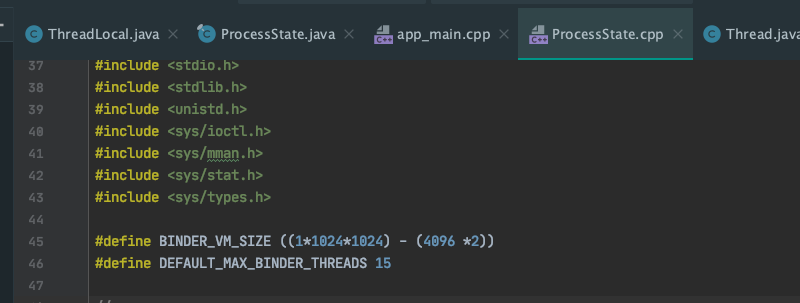 ThreadLocal.java ProcessState.java app_main.cpp ProcessState.cpp Thread.java
37 #include <stdio.h>
38 #include <stdlib.h>
39 #include <unistd.h>
40 #include <sys/ioctl.h>
41 #include <sys/mman.h>
42 #include <sys/stat.h>
43 #include <sys/types.h>
44
45 #define BINDER_VM_SIZE ((1*1024*1024) - (4096 *2))
46 #define DEFAULT_MAX_BINDER_THREADS 15
47